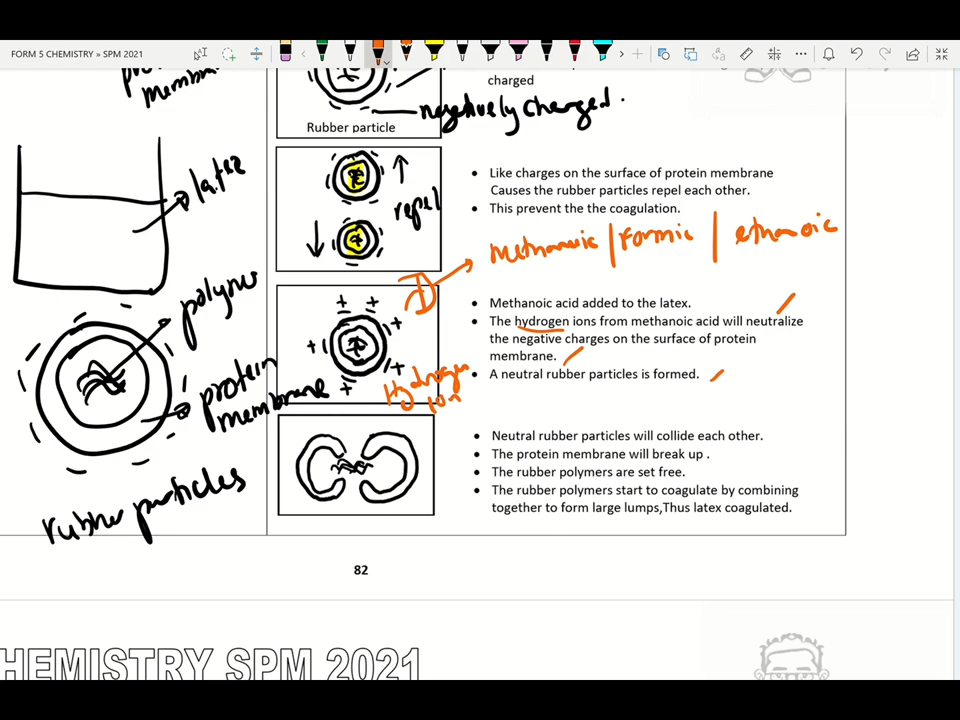 FORM 5 CHEMISTRY » SPM 2021
membrane
charged
negatively charged.
Rubber particle
latex
repel
Like charges on the surface of protein membrane
Causes the rubber particles repel each other.
This prevent the the coagulation.
Methanoic | Formic | ethanoic
polymer
protein
membrane
rubber particles
Hydrogen
ion
Methanoic acid added to the latex.
The hydrogen ions from methanoic acid will neutralize
the negative charges on the surface of protein
membrane.
A neutral rubber particles is formed.
Neutral rubber particles will collide each other.
The protein membrane will break up .
The rubber polymers are set free.
The rubber polymers start to coagulate by combining
together to form large lumps,Thus latex coagulated.
82
HEMISTRY SPM 2021